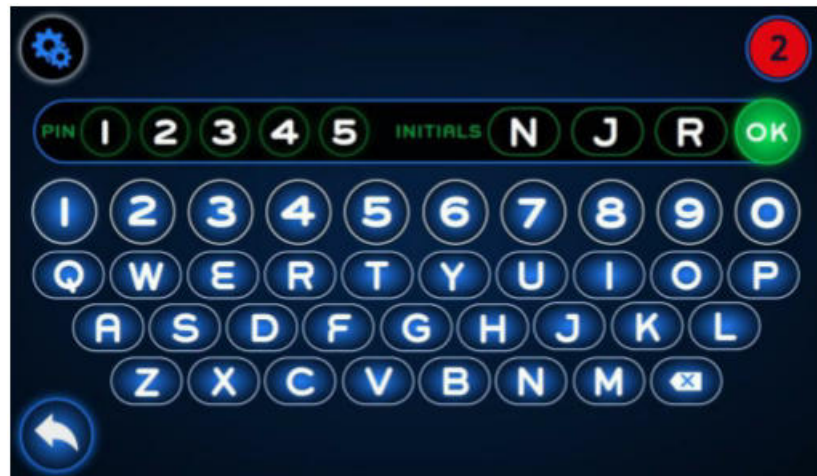 2
PIN 1 2 3 4 5 INITIALS N J R OK
1 2 3 4 5 6 7 8 9 0
Q W E R T Y U I O P
A S D F G H J K L
Z X C V B N M